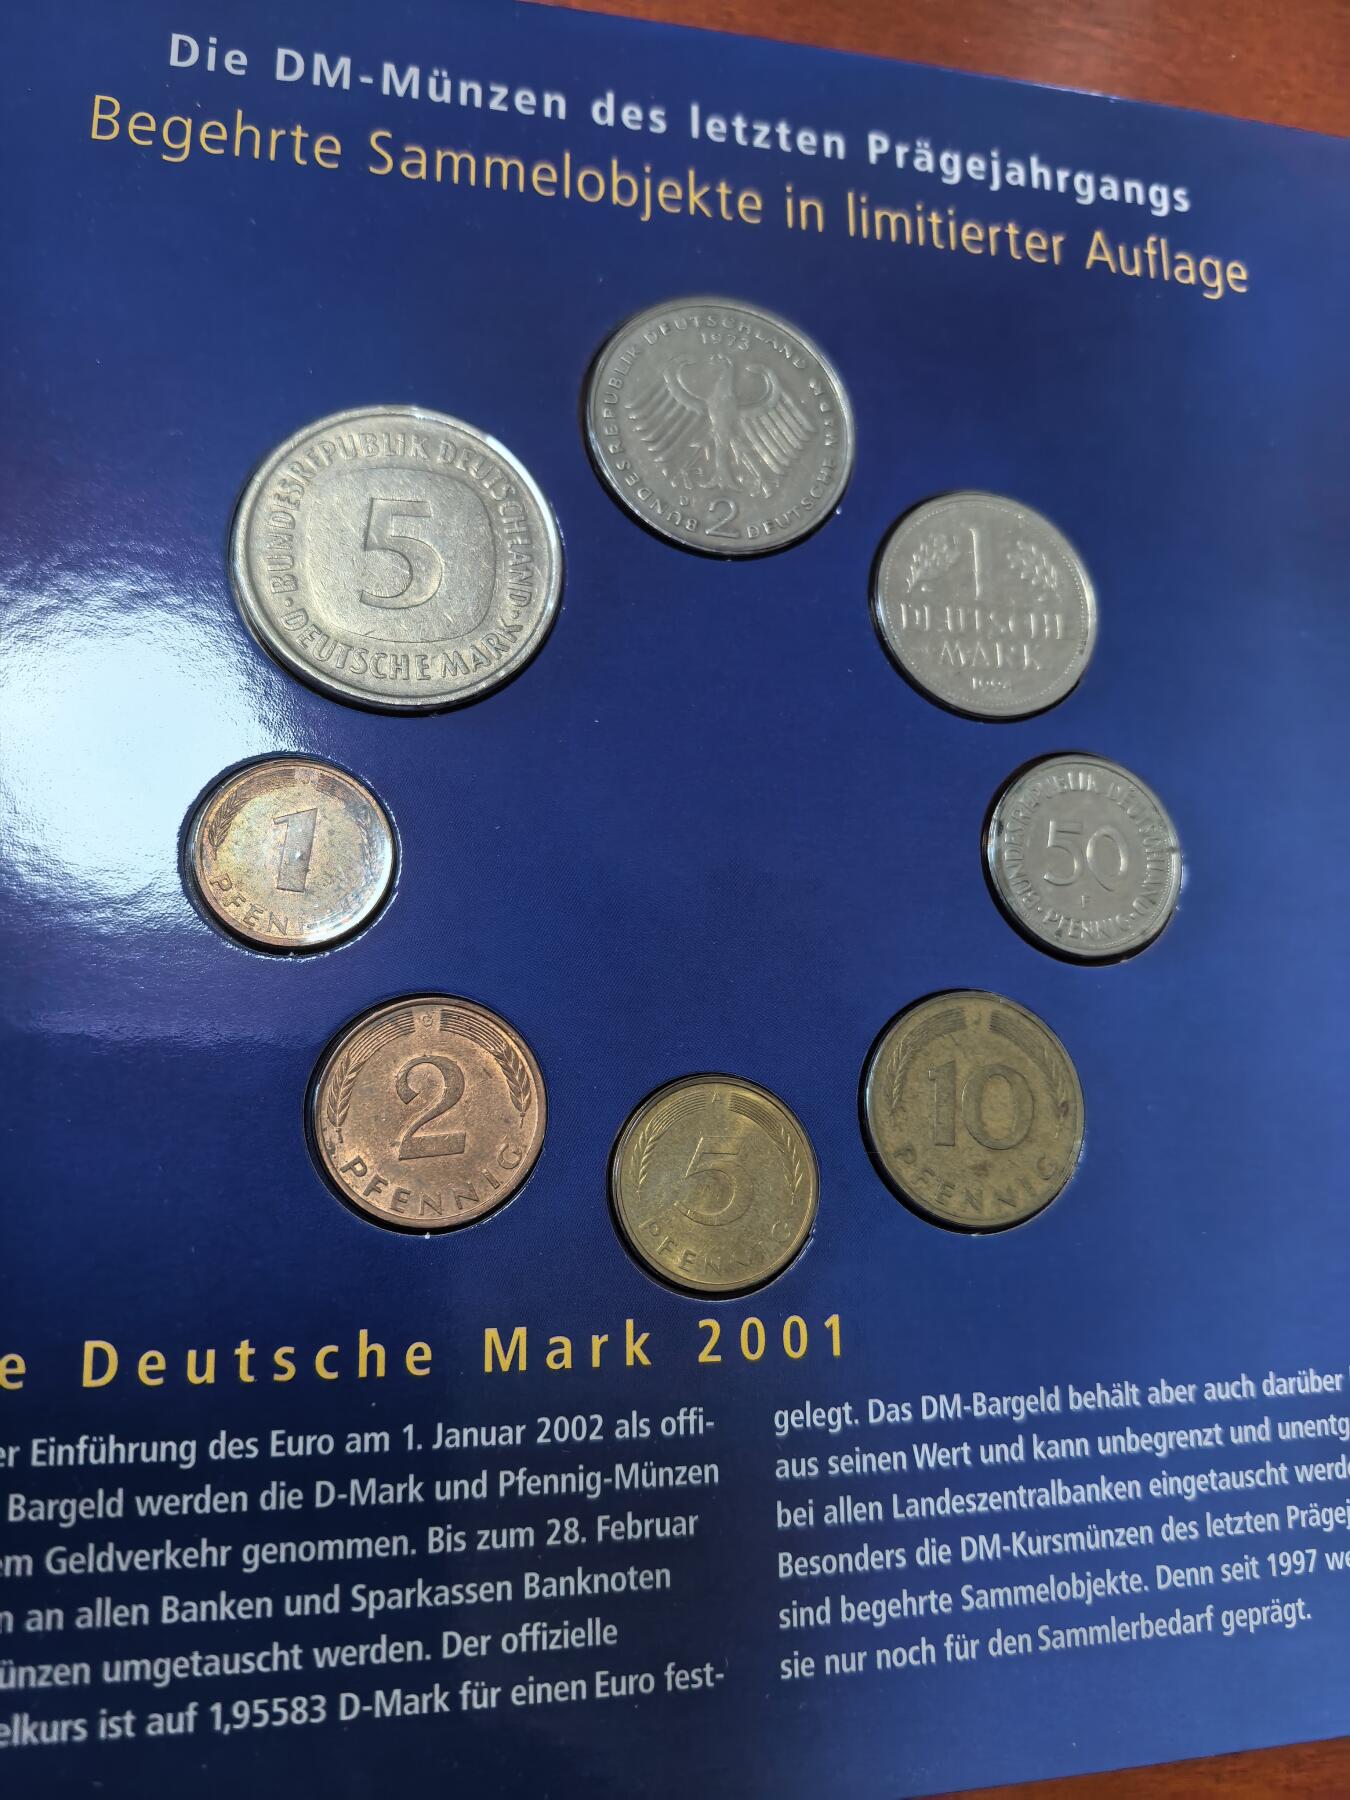 Die DM-Münzen des letzten Prägejahrgangs
Begehrte Sammelobjekte in limitierter Auflage
BUNDESREPUBLIK DEUTSCHLAND
1973
2
DEUTSCHE MARK
BUNDESREPUBLIK DEUTSCHLAND
5
DEUTSCHE MARK
1
DEUTSCHE
MARK
1
PFEN
BUNDESREPUBLIK DEUTSCHLAND
50
F
PFENNIG
G
2
PFENNIG
A
5
PFENNIG
J
10
PFENNIG
e Deutsche Mark 2001
er Einführung des Euro am 1. Januar 2002 als offi-
Bargeld werden die D-Mark und Pfennig-Münzen
em Geldverkehr genommen. Bis zum 28. Februar
n an allen Banken und Sparkassen Banknoten
ünzen umgetauscht werden. Der offizielle
elkurs ist auf 1,95583 D-Mark für einen Euro fest-
gelegt. Das DM-Bargeld behält aber auch darüber
aus seinen Wert und kann unbegrenzt und unentg
bei allen Landeszentralbanken eingetauscht werde
Besonders die DM-Kursmünzen des letzten Prägej
sind begehrte Sammelobjekte. Denn seit 1997 we
sie nur noch für den Sammlerbedarf geprägt.